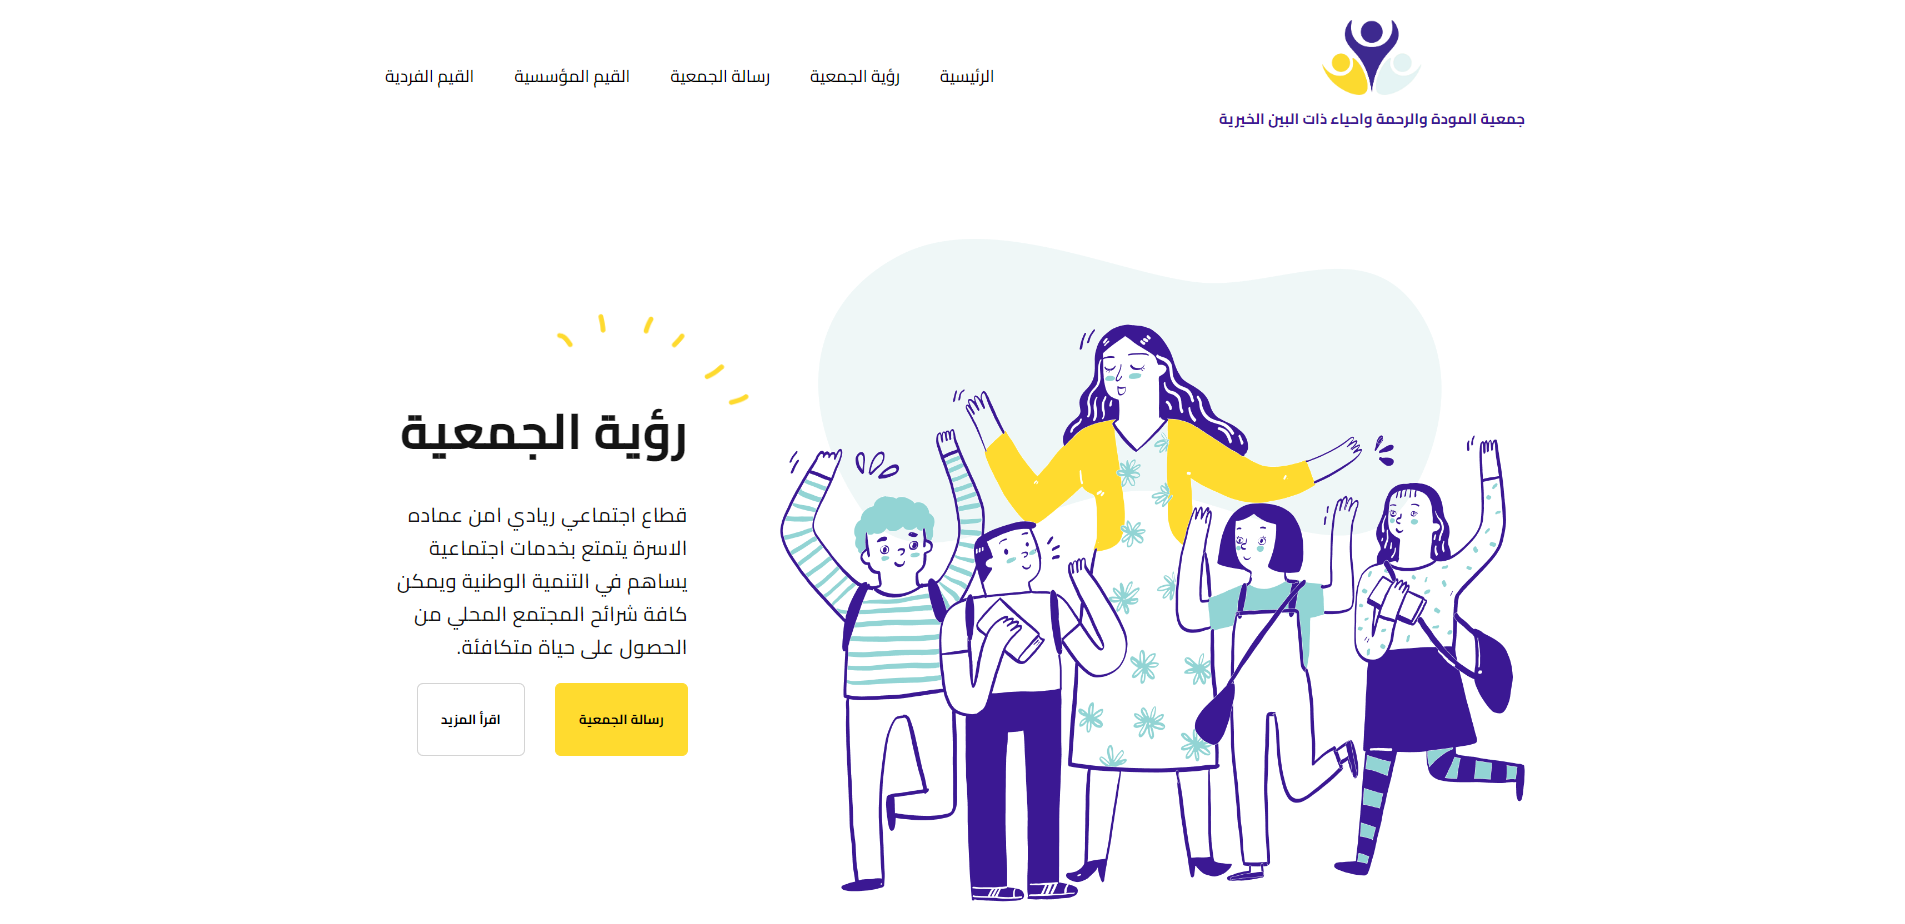 جمعية المودة والرحمة واحياء ذات البين الخيرية
الرئيسية
رؤية الجمعية
رسالة الجمعية
القيم المؤسسية
القيم الفردية
رؤية الجمعية
قطاع اجتماعي ريادي امن عماده
الاسرة يتمتع بخدمات اجتماعية
يساهم في التنمية الوطنية ويمكن
كافة شرائح المجتمع المحلي من
الحصول على حياة متكافئة.
رسالة الجمعية
اقرأ المزيد